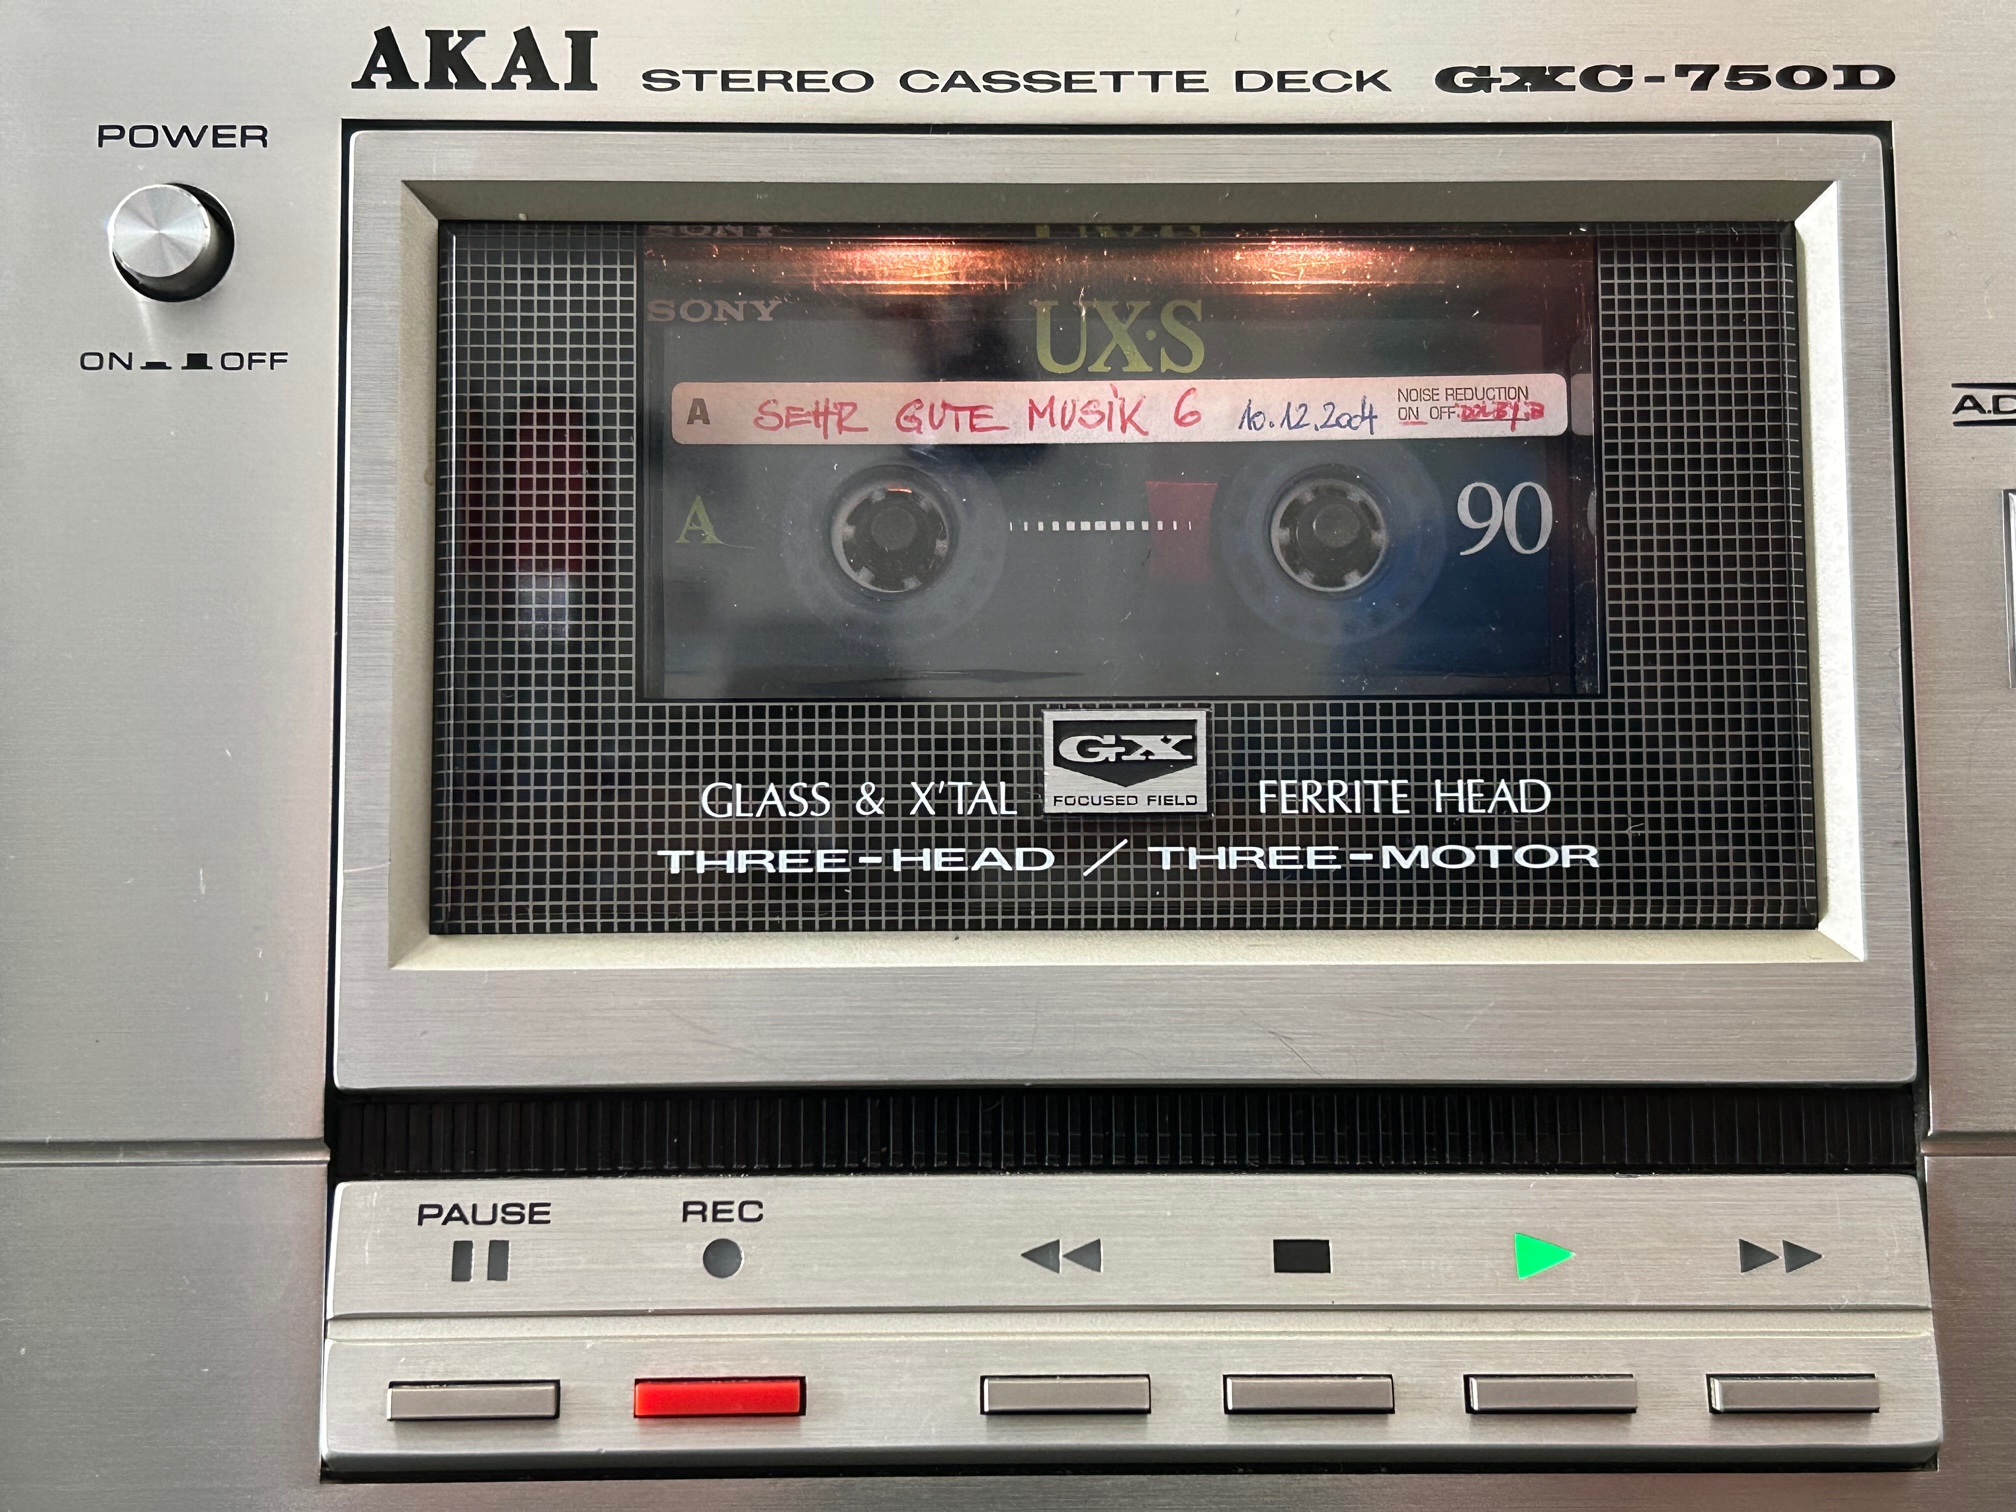 AKAI STEREO CASSETTE DECK GXC-750D
POWER
ON OFF
SONY
UX·S
A SEHR GUTE MUSIK 6 10.12.2004
NOISE REDUCTION
ON OFF DOLBY B
A 90
GX
FOCUSED FIELD
GLASS & X'TAL FERRITE HEAD
THREE-HEAD / THREE-MOTOR
PAUSE REC